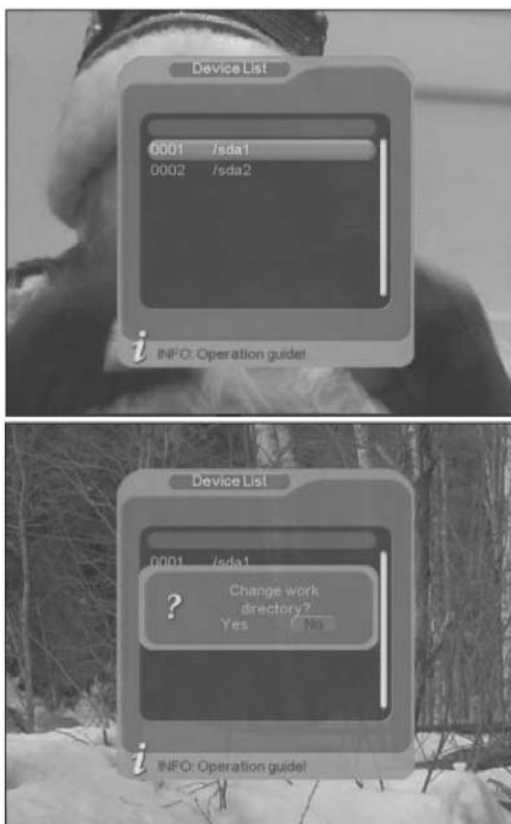 Device List
0001 /sda1
0002 /sda2
i INFO: Operation guide!
Device List
0001 /sda1
? Change work
directory?
Yes No
i INFO: Operation guide!